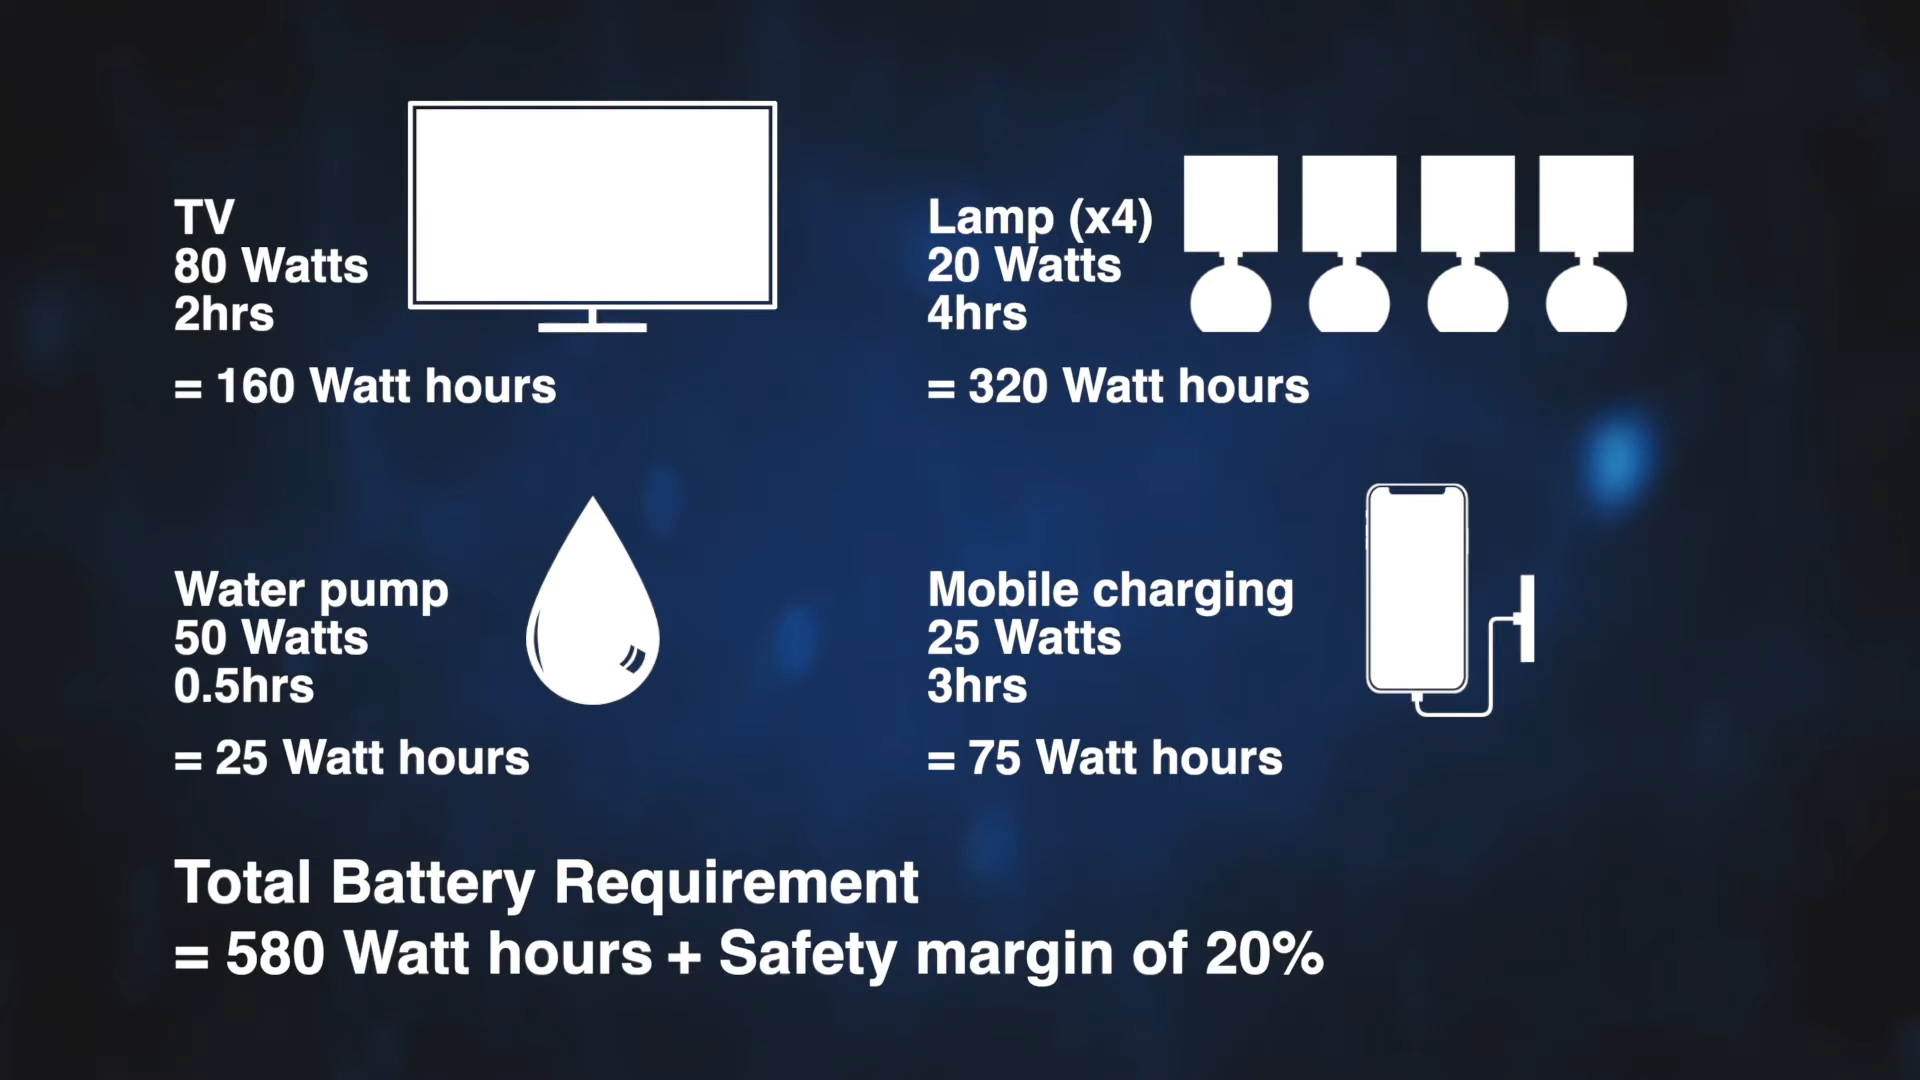 TV
80 Watts
2hrs
= 160 Watt hours
Lamp (x4)
20 Watts
4hrs
= 320 Watt hours
Water pump
50 Watts
0.5hrs
= 25 Watt hours
Mobile charging
25 Watts
3hrs
= 75 Watt hours
Total Battery Requirement
= 580 Watt hours + Safety margin of 20%